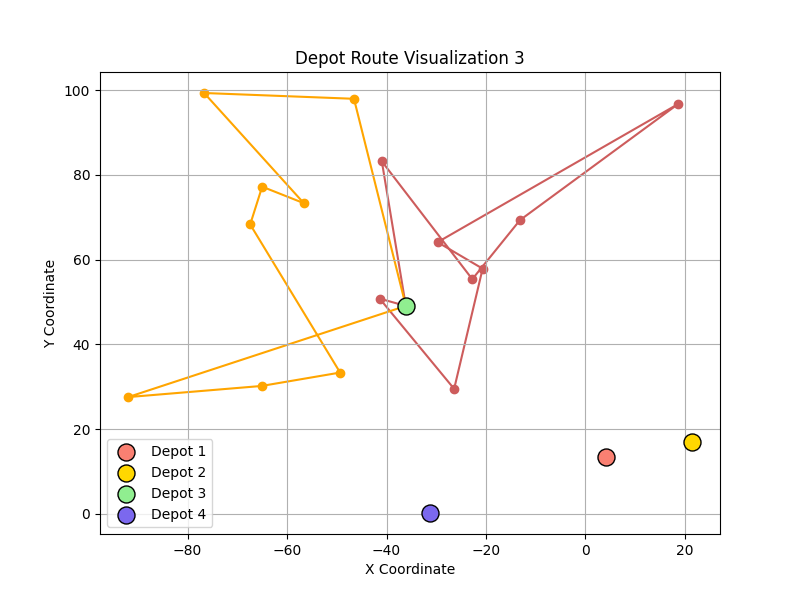 Depot Route Visualization 3
Y Coordinate
100
80
60
40
20
0
Depot 1
Depot 2
Depot 3
Depot 4
−80
−60
−40
−20
0
20
X Coordinate